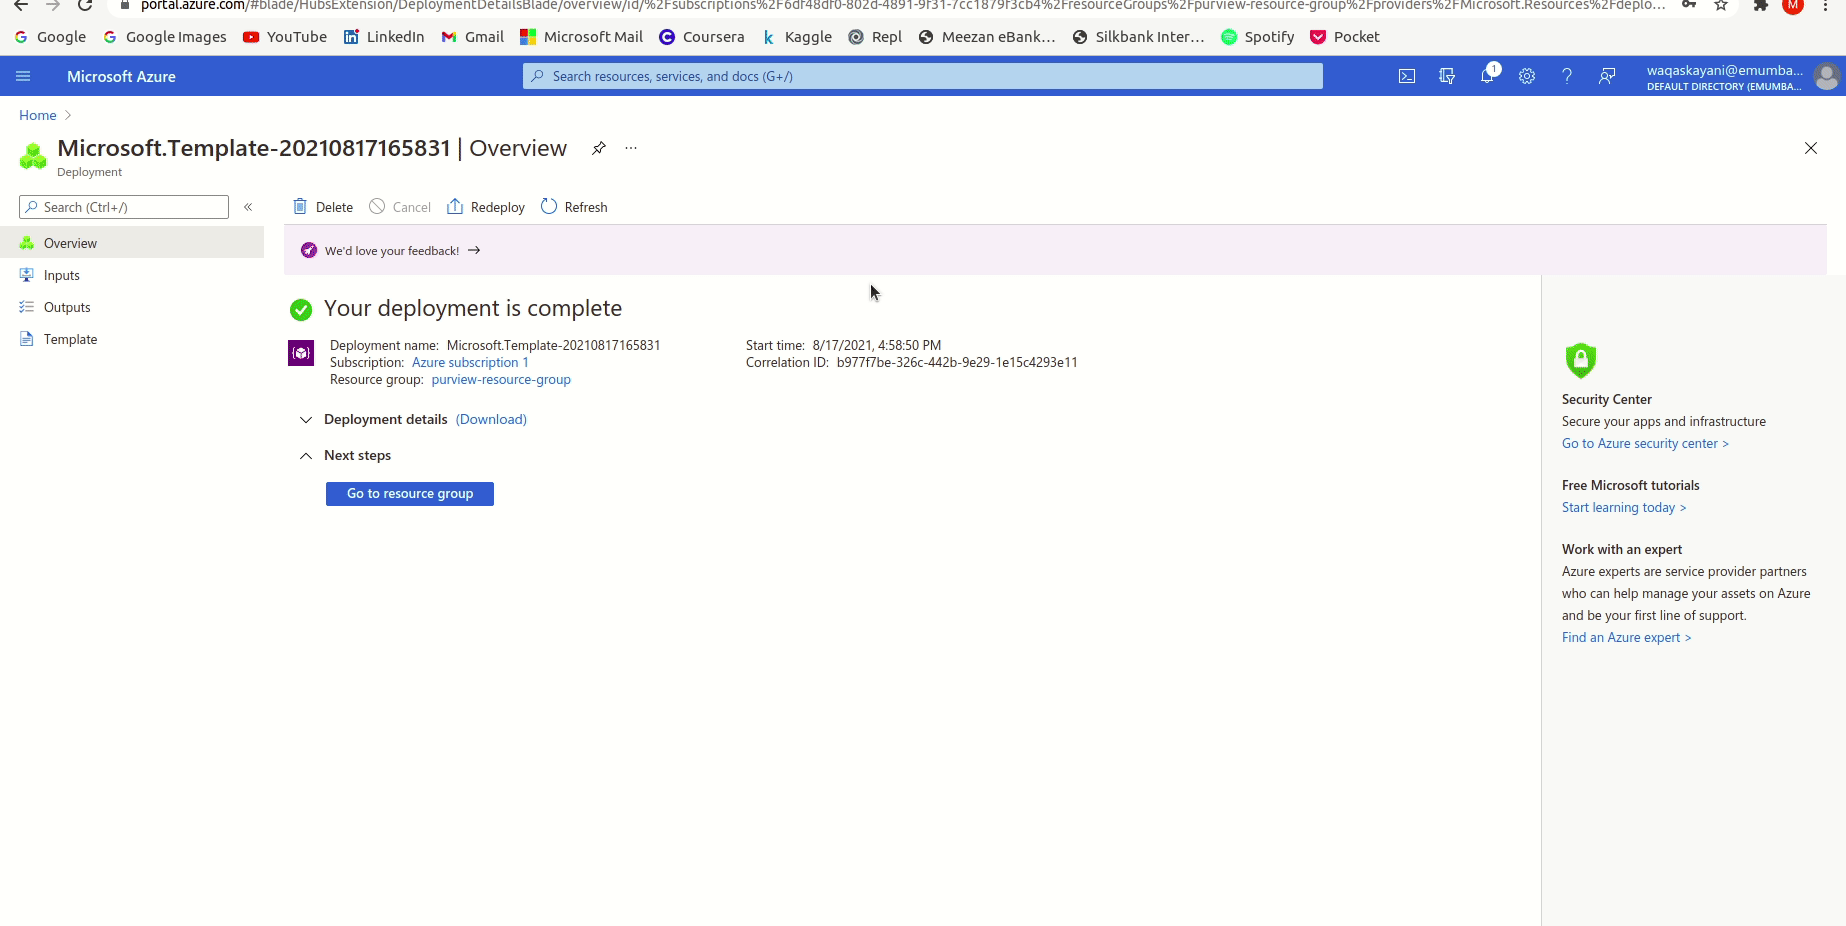 portal.azure.com/#blade/HubsExtension/DeploymentDetailsBlade/overview/id/%2Fsubscriptions%2F6df48df0-802d-4891-9f31-7cc1879f3cb4%2FresourceGroups%2Fpurview-resource-group%2Fproviders%2FMicrosoft.Resources%2Fdeplo...
M
Google Google Images YouTube LinkedIn Gmail Microsoft Mail Coursera Kaggle Repl Meezan eBank... Silkbank Inter... Spotify Pocket
Microsoft Azure
Search resources, services, and docs (G+/)
1
waqaskayani@emumba...
DEFAULT DIRECTORY (EMUMBA...
Home >
Microsoft.Template-20210817165831 | Overview ...
Deployment
Search (Ctrl+/) «
Delete Cancel Redeploy Refresh
Overview
Inputs
Outputs
Template
We'd love your feedback! →
Your deployment is complete
Deployment name: Microsoft.Template-20210817165831
Subscription: Azure subscription 1
Resource group: purview-resource-group
Start time: 8/17/2021, 4:58:50 PM
Correlation ID: b977f7be-326c-442b-9e29-1e15c4293e11
Deployment details (Download)
Next steps
Go to resource group
Security Center
Secure your apps and infrastructure
Go to Azure security center >
Free Microsoft tutorials
Start learning today >
Work with an expert
Azure experts are service provider partners
who can help manage your assets on Azure
and be your first line of support.
Find an Azure expert >